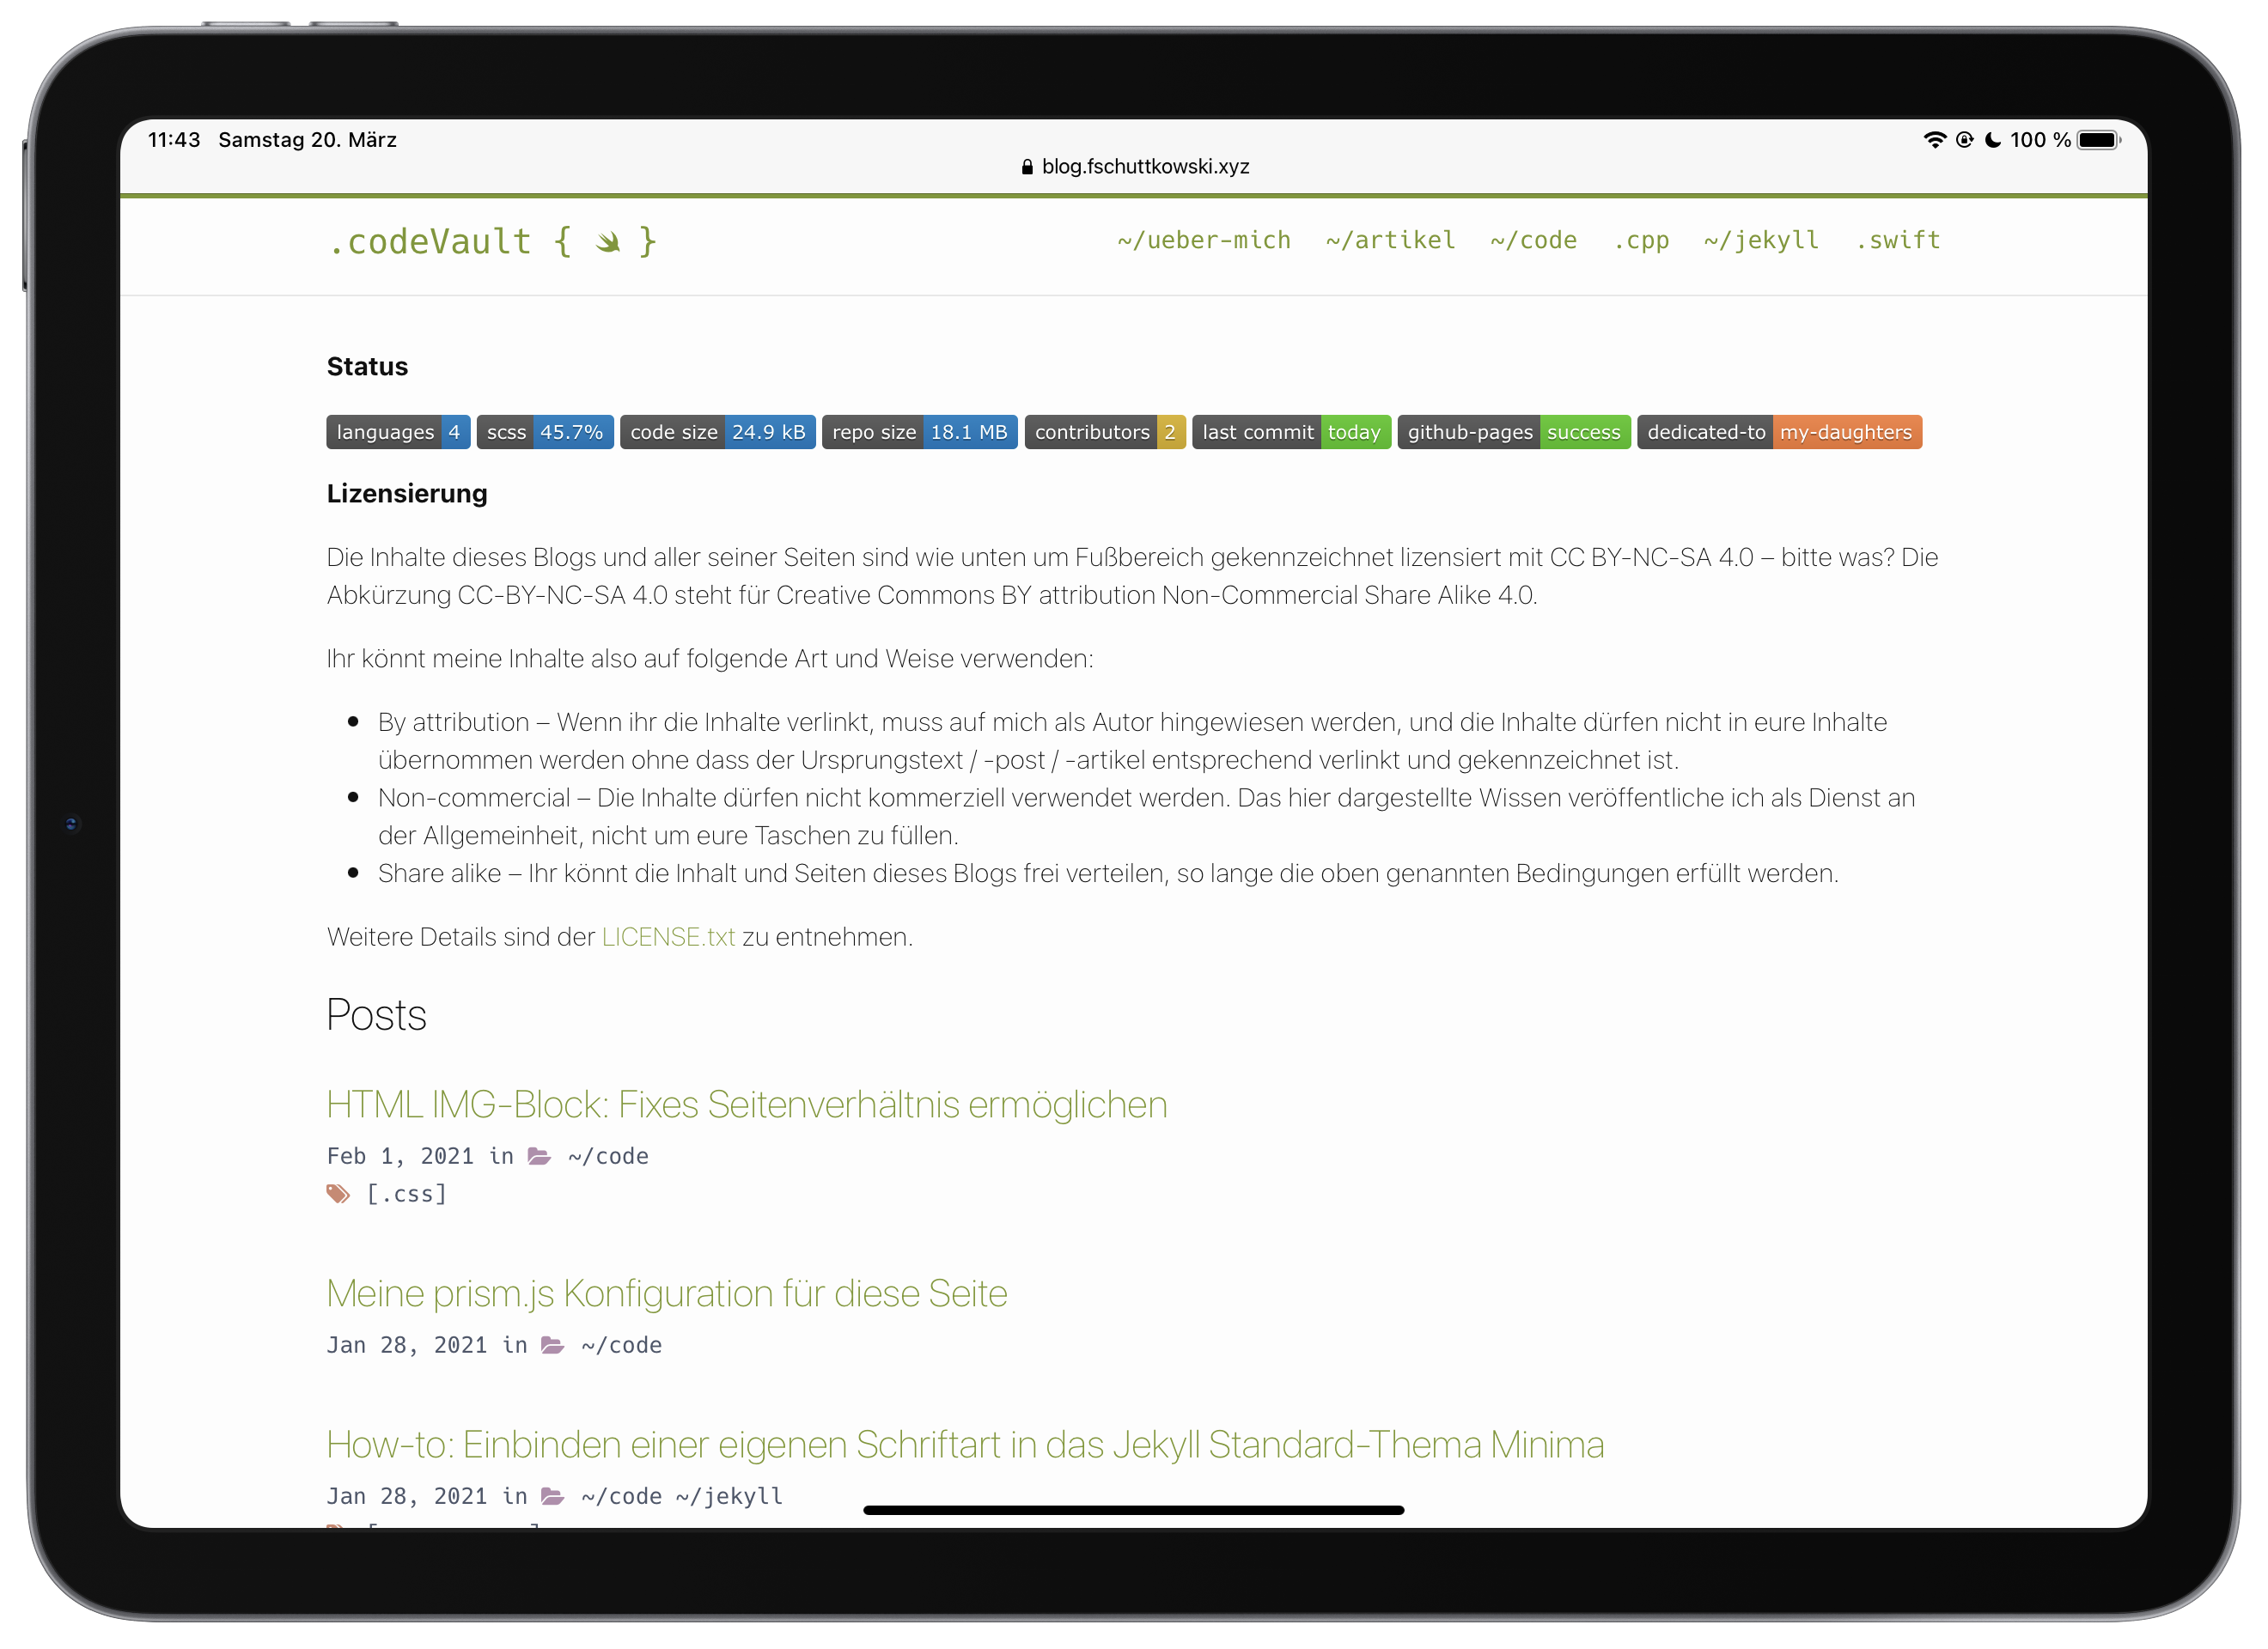 11:43 Samstag 20. März 100 %
blog.fschuttkowski.xyz
.codeVault { } ~/ueber-mich ~/artikel ~/code .cpp ~/jekyll .swift
Status
languages 4 scss 45.7% code size 24.9 kB repo size 18.1 MB contributors 2 last commit today github-pages success dedicated-to my-daughters
Lizensierung
Die Inhalte dieses Blogs und aller seiner Seiten sind wie unten um Fußbereich gekennzeichnet lizensiert mit CC BY-NC-SA 4.0 – bitte was? Die
Abkürzung CC-BY-NC-SA 4.0 steht für Creative Commons BY attribution Non-Commercial Share Alike 4.0.
Ihr könnt meine Inhalte also auf folgende Art und Weise verwenden:
• By attribution – Wenn ihr die Inhalte verlinkt, muss auf mich als Autor hingewiesen werden, und die Inhalte dürfen nicht in eure Inhalte
übernommen werden ohne dass der Ursprungstext / -post / -artikel entsprechend verlinkt und gekennzeichnet ist.
• Non-commercial – Die Inhalte dürfen nicht kommerziell verwendet werden. Das hier dargestellte Wissen veröffentliche ich als Dienst an
der Allgemeinheit, nicht um eure Taschen zu füllen.
• Share alike – Ihr könnt die Inhalt und Seiten dieses Blogs frei verteilen, so lange die oben genannten Bedingungen erfüllt werden.
Weitere Details sind der LICENSE.txt zu entnehmen.
Posts
HTML IMG-Block: Fixes Seitenverhältnis ermöglichen
Feb 1, 2021 in ~/code
[.css]
Meine prism.js Konfiguration für diese Seite
Jan 28, 2021 in ~/code
How-to: Einbinden einer eigenen Schriftart in das Jekyll Standard-Thema Minima
Jan 28, 2021 in ~/code ~/jekyll